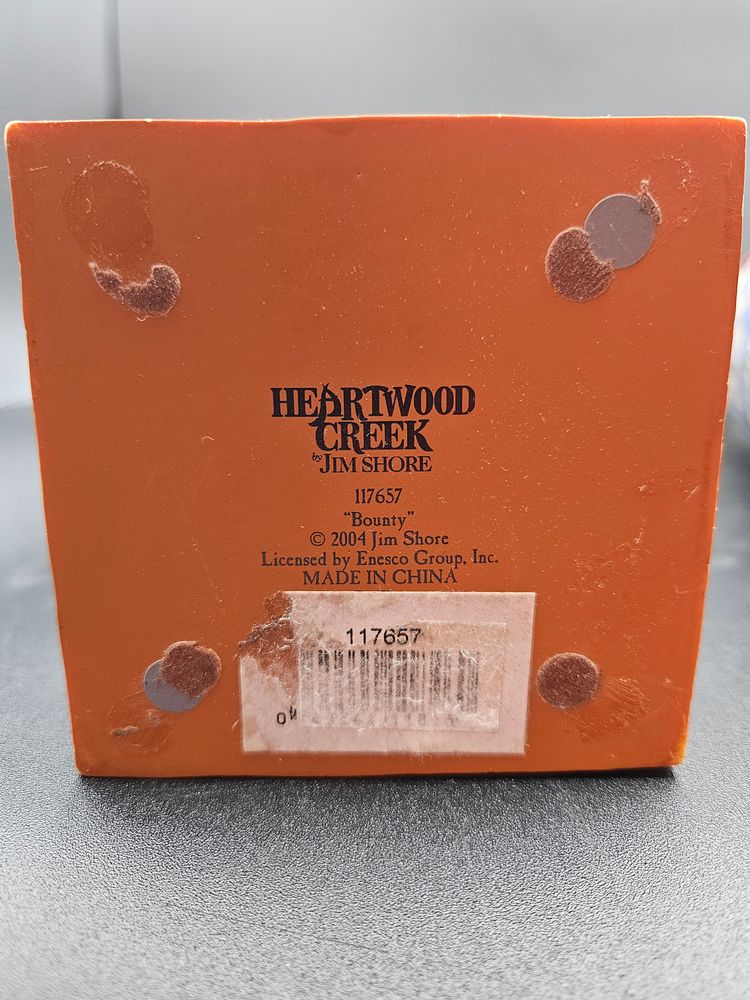 HEARTWOOD
CREEK
by JIM SHORE
117657
“Bounty”
© 2004 Jim Shore
Licensed by Enesco Group, Inc.
MADE IN CHINA
117657
0